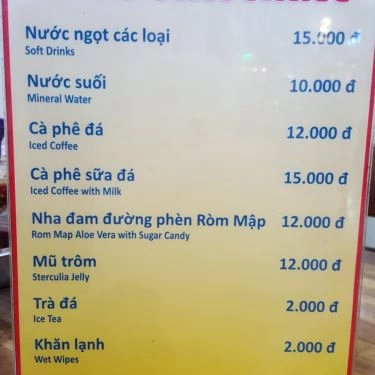 Nước ngọt các loại 15.000 đ
Soft Drinks
Nước suối 10.000 đ
Mineral Water
Cà phê đá 12.000 đ
Iced Coffee
Cà phê sữa đá 15.000 đ
Iced Coffee with Milk
Nha đam đường phèn Ròm Mập 12.000 đ
Rom Map Aloe Vera with Sugar Candy
Mũ trôm 12.000 đ
Sterculia Jelly
Trà đá 2.000 đ
Ice Tea
Khăn lạnh 2.000 đ
Wet Wipes